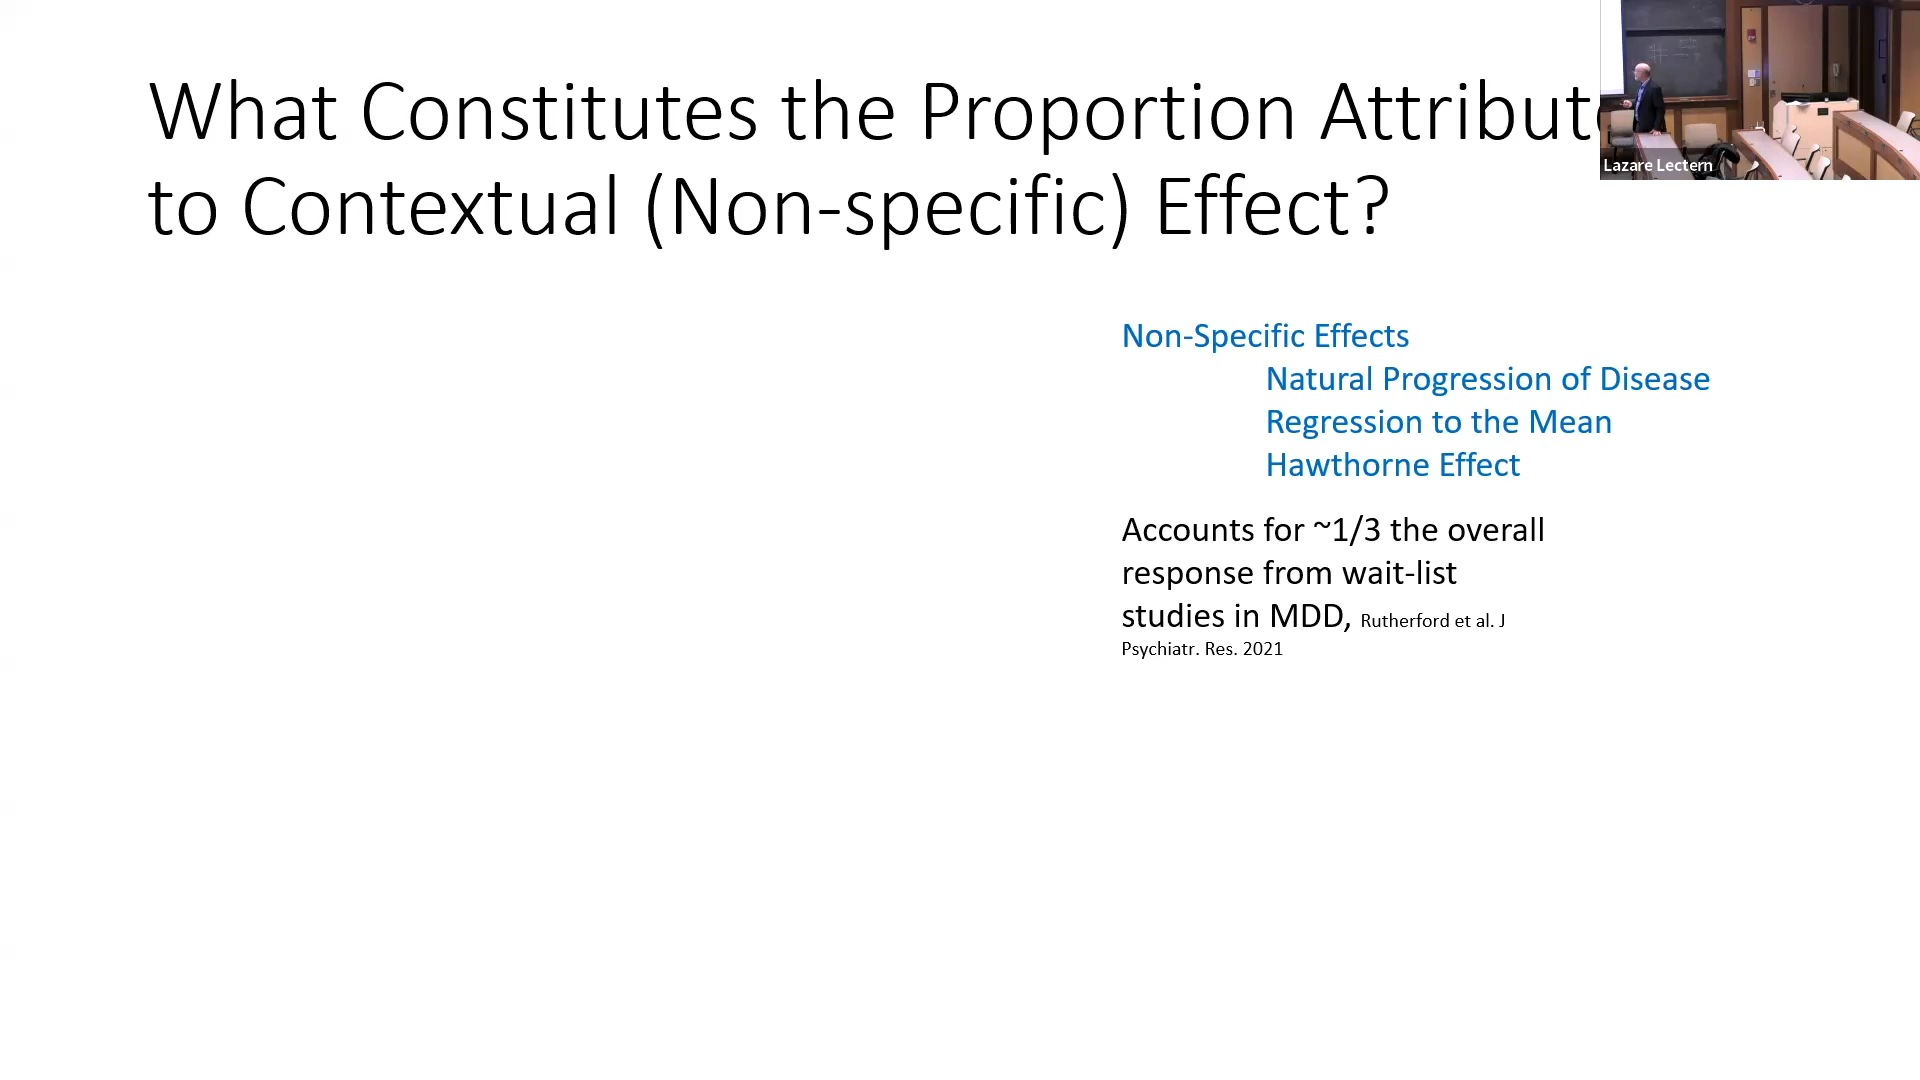 What Constitutes the Proportion Attribut
to Contextual (Non-specific) Effect?
Lazare Lectern
Non-Specific Effects
Natural Progression of Disease
Regression to the Mean
Hawthorne Effect
Accounts for ~1/3 the overall
response from wait-list
studies in MDD, Rutherford et al. J
Psychiatr. Res. 2021